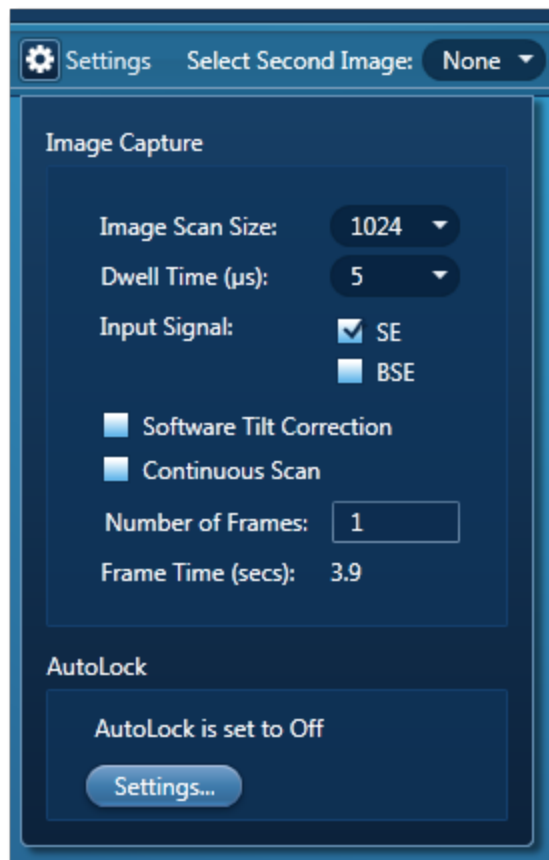 Settings Select Second Image: None
Image Capture
Image Scan Size: 1024
Dwell Time (µs): 5
Input Signal: SE
BSE
Software Tilt Correction
Continuous Scan
Number of Frames: 1
Frame Time (secs): 3.9
AutoLock
AutoLock is set to Off
Settings...